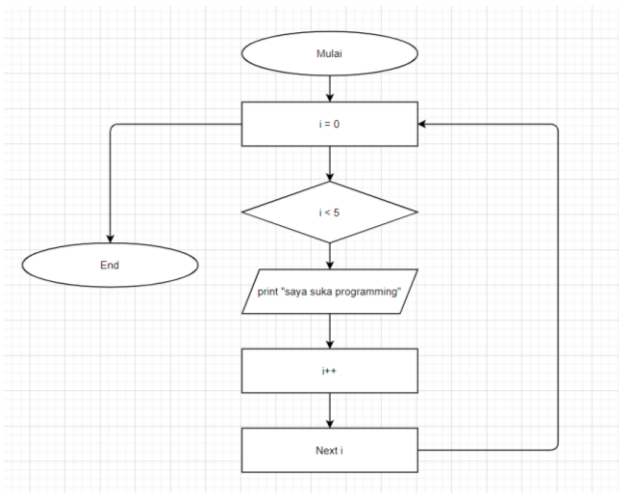 Mulai
i = 0
i < 5
End
print "saya suka programming"
i++
Next i